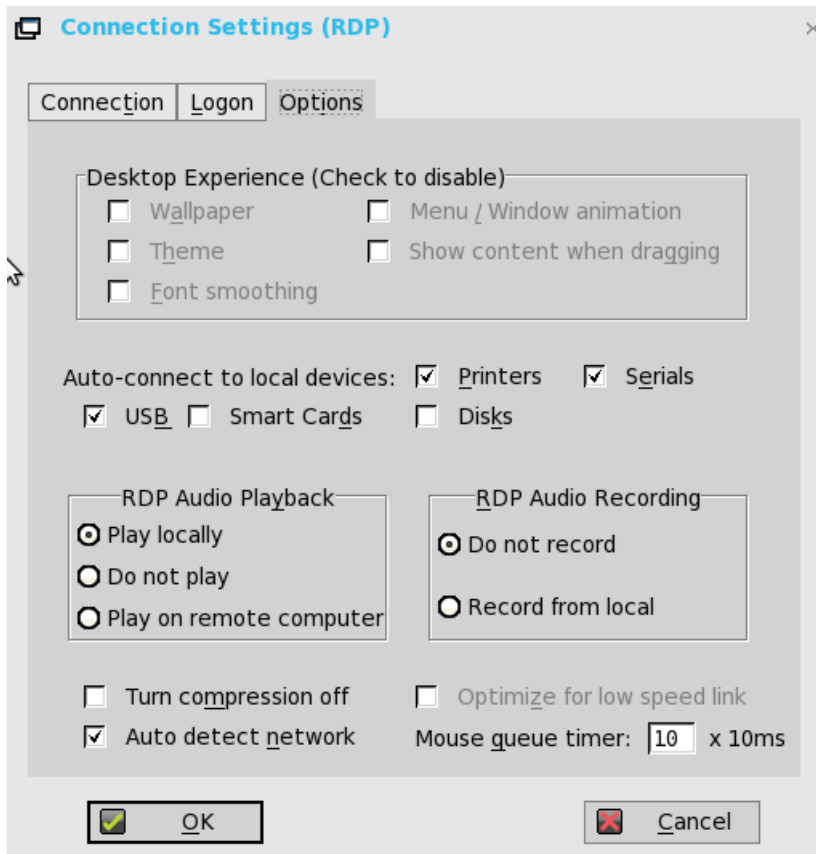 Connection Settings (RDP)
Connection Logon Options
Desktop Experience (Check to disable)
Wallpaper Menu / Window animation
Theme Show content when dragging
Font smoothing
Auto-connect to local devices: Printers Serials
USB Smart Cards Disks
RDP Audio Playback RDP Audio Recording
Play locally
Do not record
Do not play
Record from local
Play on remote computer
Turn compression off Optimize for low speed link
Auto detect network Mouse queue timer: 10 x 10ms
OK Cancel